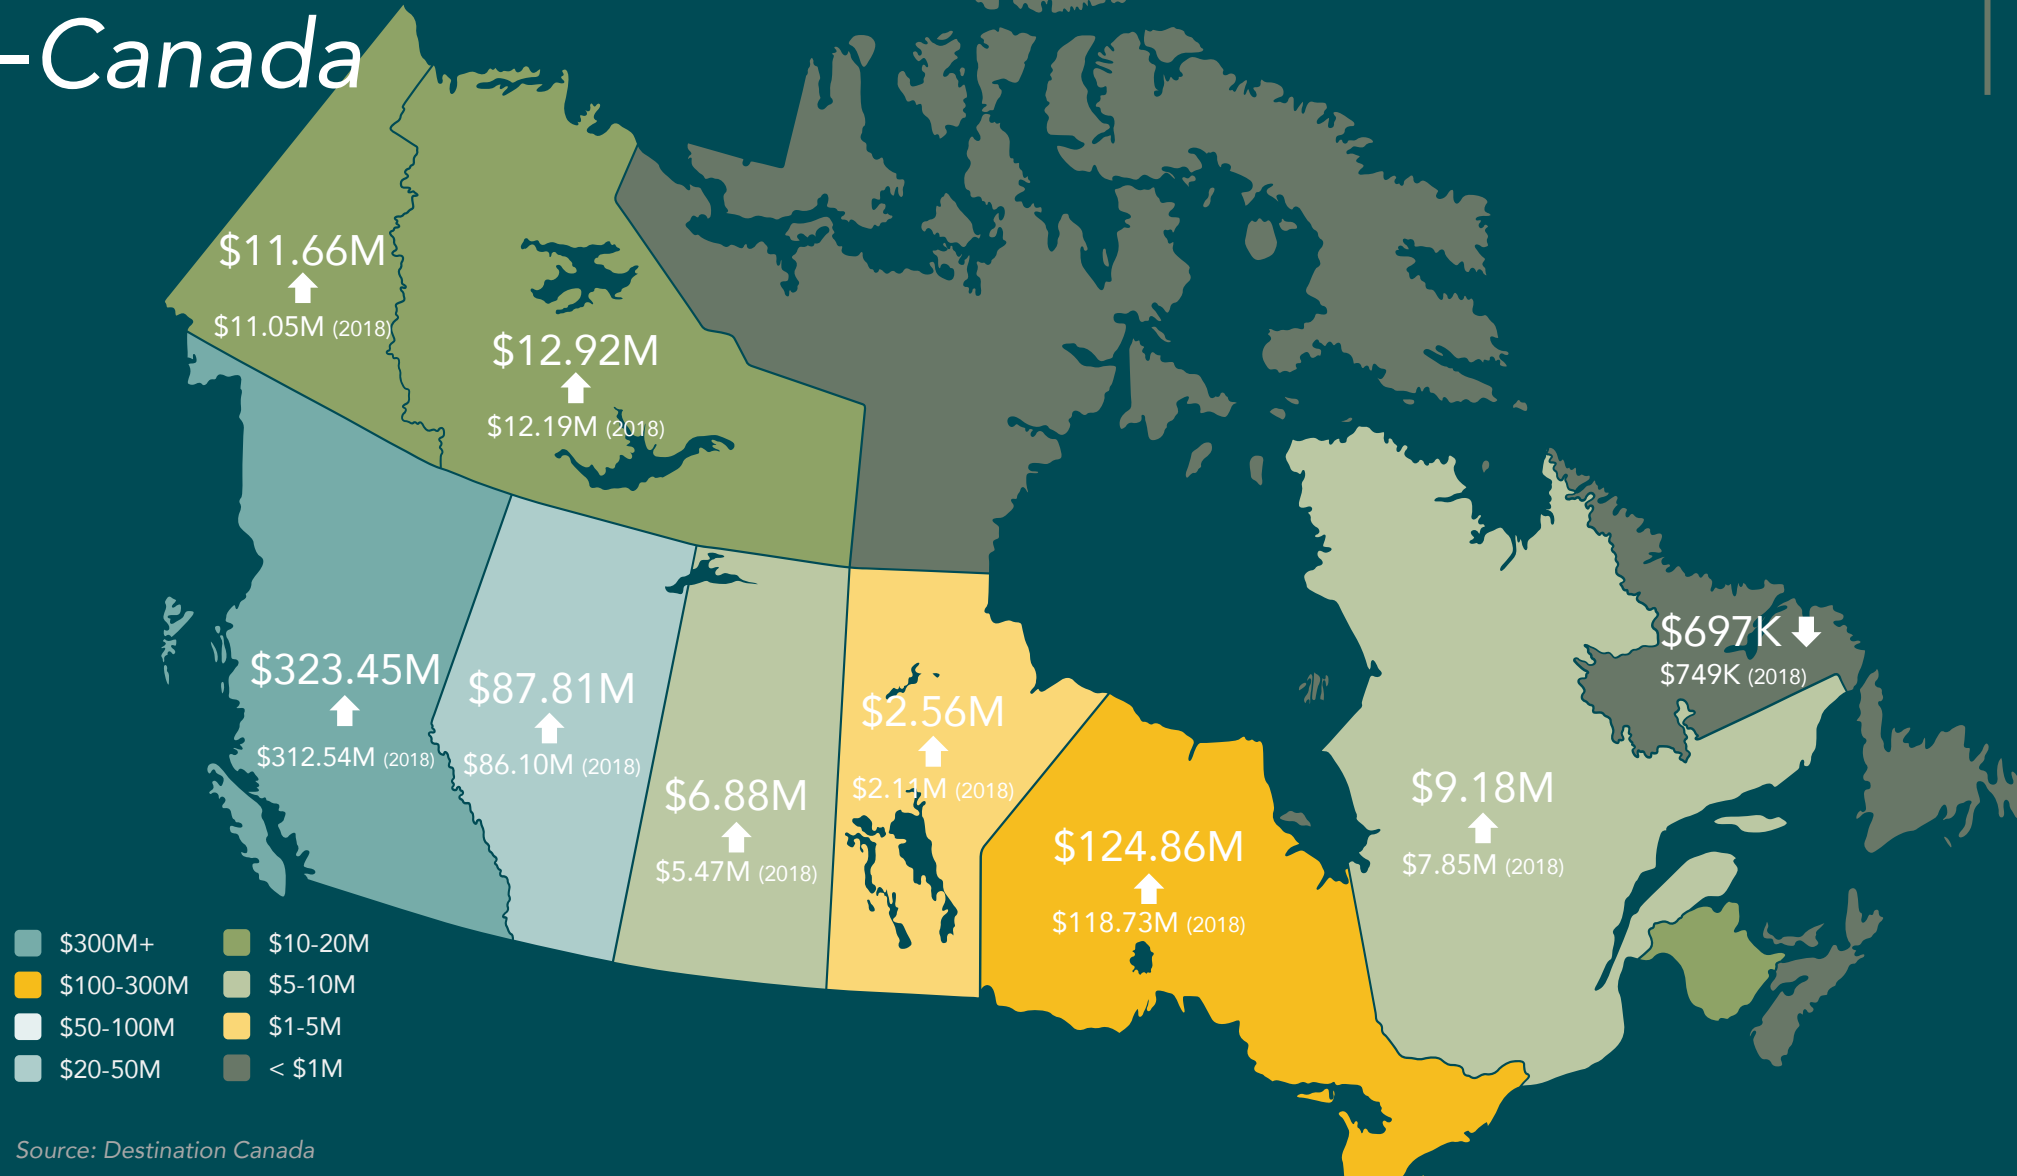 –Canada
$11.66M
$11.05M (2018)
$12.92M
$12.19M (2018)
$323.45M
$312.54M (2018)
$87.81M
$86.10M (2018)
$6.88M
$5.47M (2018)
$2.56M
$2.11M (2018)
$124.86M
$118.73M (2018)
$9.18M
$7.85M (2018)
$697K
$749K (2018)
$300M+
$100-300M
$50-100M
$20-50M
$10-20M
$5-10M
$1-5M
< $1M
Source: Destination Canada